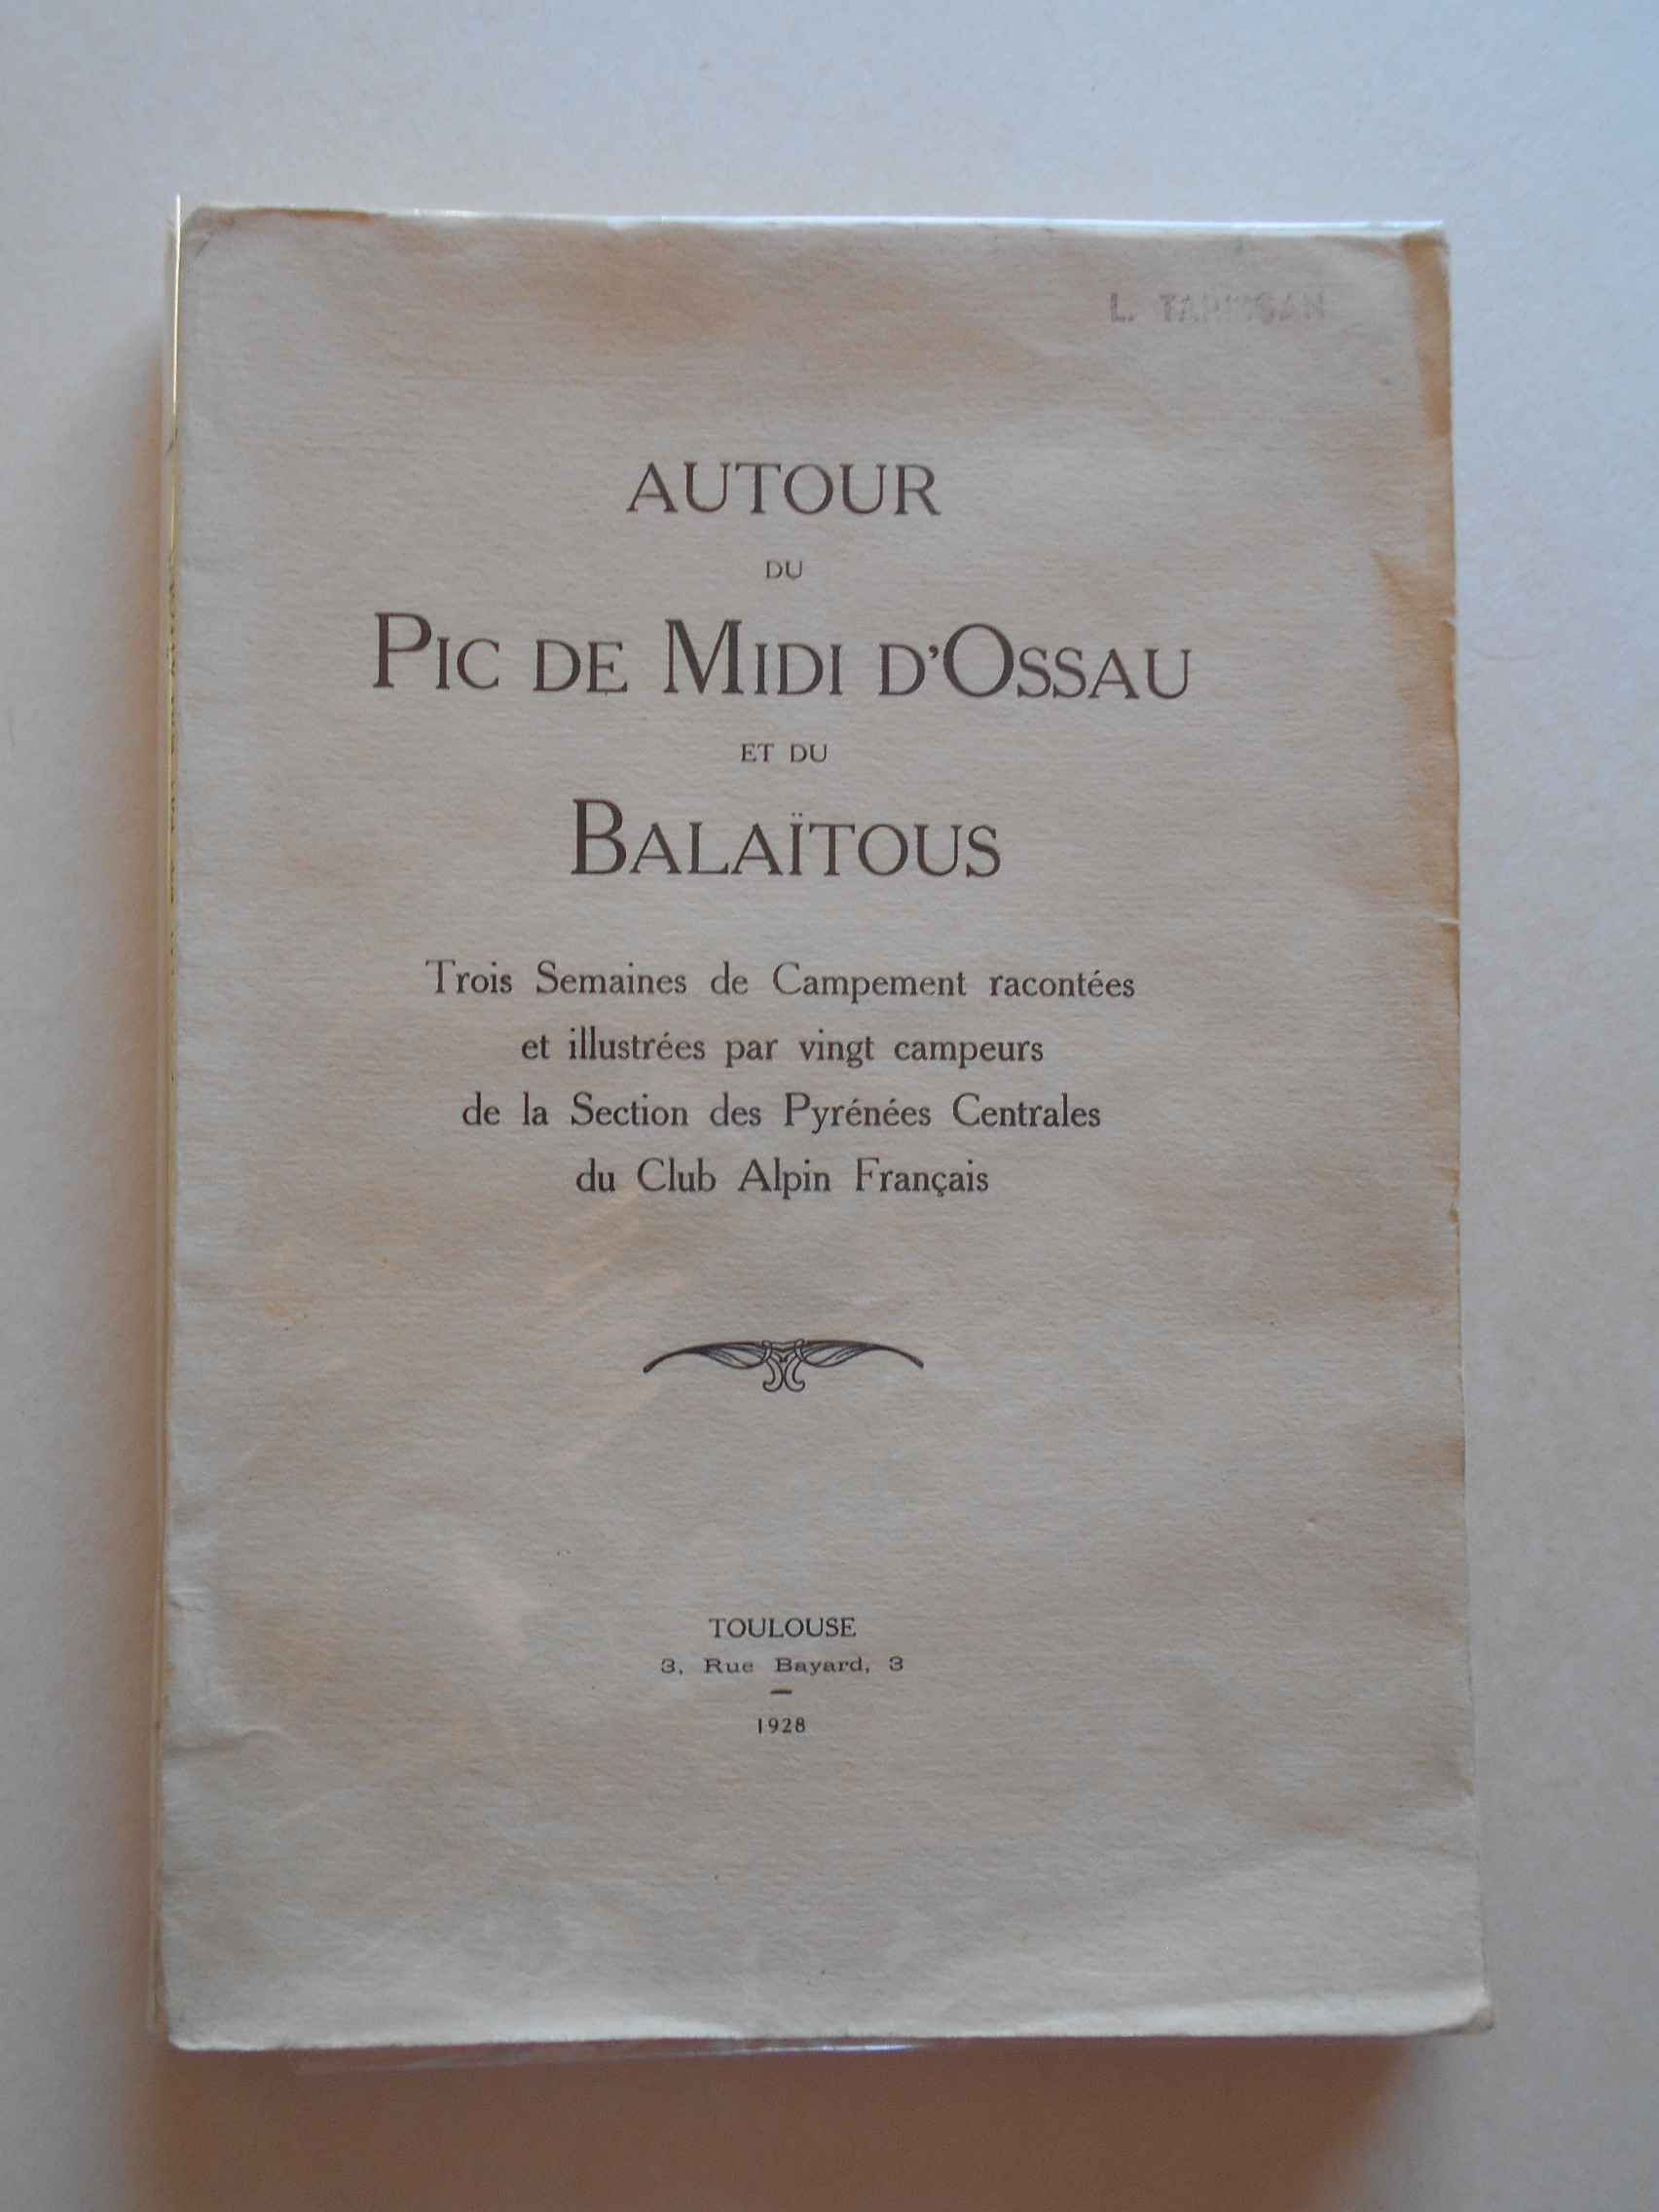 L.
AUTOUR
DU
PIC DE MIDI D'OSSAU
ET DU
BALAÏTOUS
Trois Semaines de Campement racontées
et illustrées par vingt campeurs
de la Section des Pyrénées Centrales
du Club Alpin Français
TOULOUSE
3, Rue Bayard, 3
1928